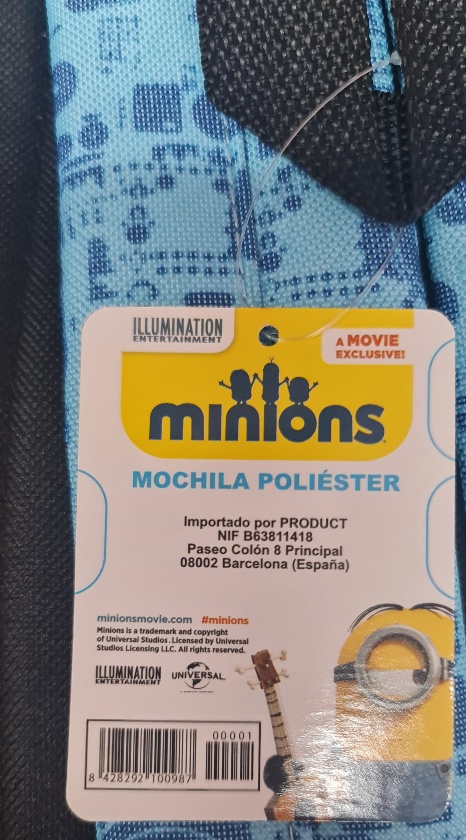 ILLUMINATION
ENTERTAINMENT
A MOVIE
EXCLUSIVE!
minions
MOCHILA POLIÉSTER
Importado por PRODUCT
NIF B63811418
Paseo Colón 8 Principal
08002 Barcelona (España)
minionsmovie.com #minions
Minions is a trademark and copyright
of Universal Studios. Licensed by Universal
Studios Licensing LLC. All rights reserved.
ILLUMINATION
ENTERTAINMENT
UNIVERSAL
00001
8 428292 100987